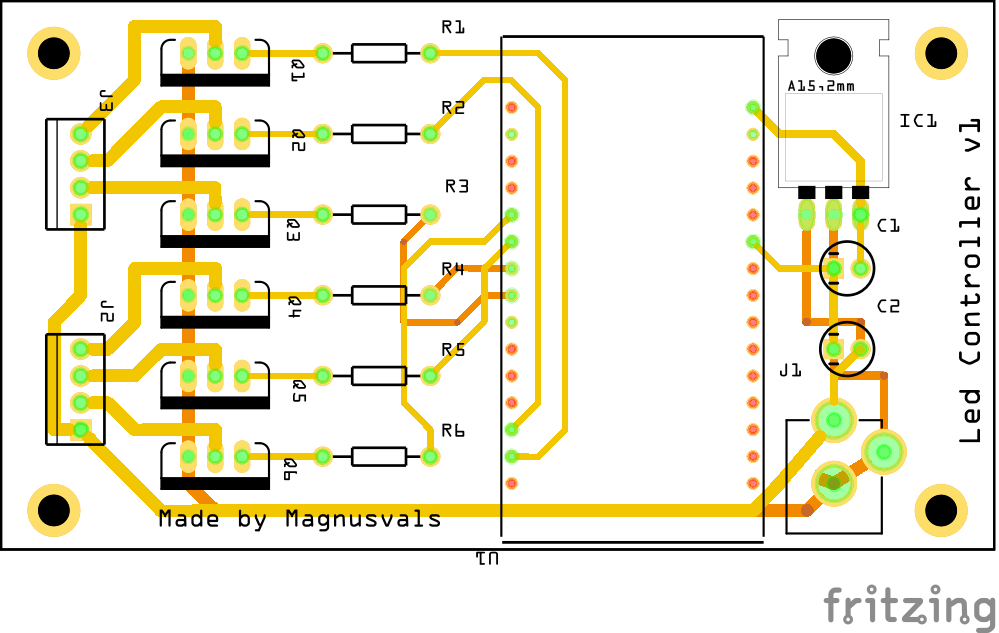 R1
Q1
J3
A15,2mm
IC1
R2
Q2
R3
Q3
C1
R4
Q4
J2
C2
R5
Q5
J1
R6
Q6
Led Controller v1
Made by Magnusvals
U1
fritzing